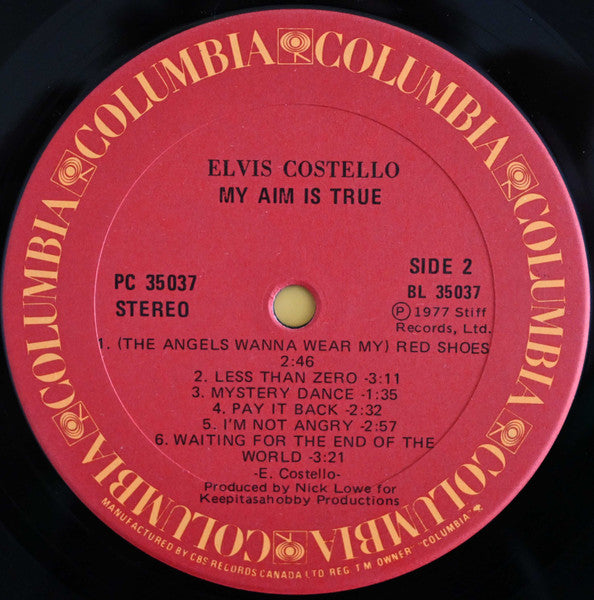 COLUMBIA COLUMBIA COLUMBIA COLUMBIA COLUMBIA COLUMBIA
ELVIS COSTELLO
MY AIM IS TRUE
PC 35037
STEREO
SIDE 2
BL 35037
Ⓟ1977 Stiff
Records, Ltd.
1. (THE ANGELS WANNA WEAR MY) RED SHOES
2:46
2. LESS THAN ZERO -3:11
3. MYSTERY DANCE -1:35
4. PAY IT BACK -2:32
5. I'M NOT ANGRY -2:57
6. WAITING FOR THE END OF THE
WORLD -3:21
-E. Costello-
Produced by Nick Lowe for
Keepitasahobby Productions
MANUFACTURED BY CBS RECORDS CANADA LTD REG. T M OWNER "COLUMBIA"